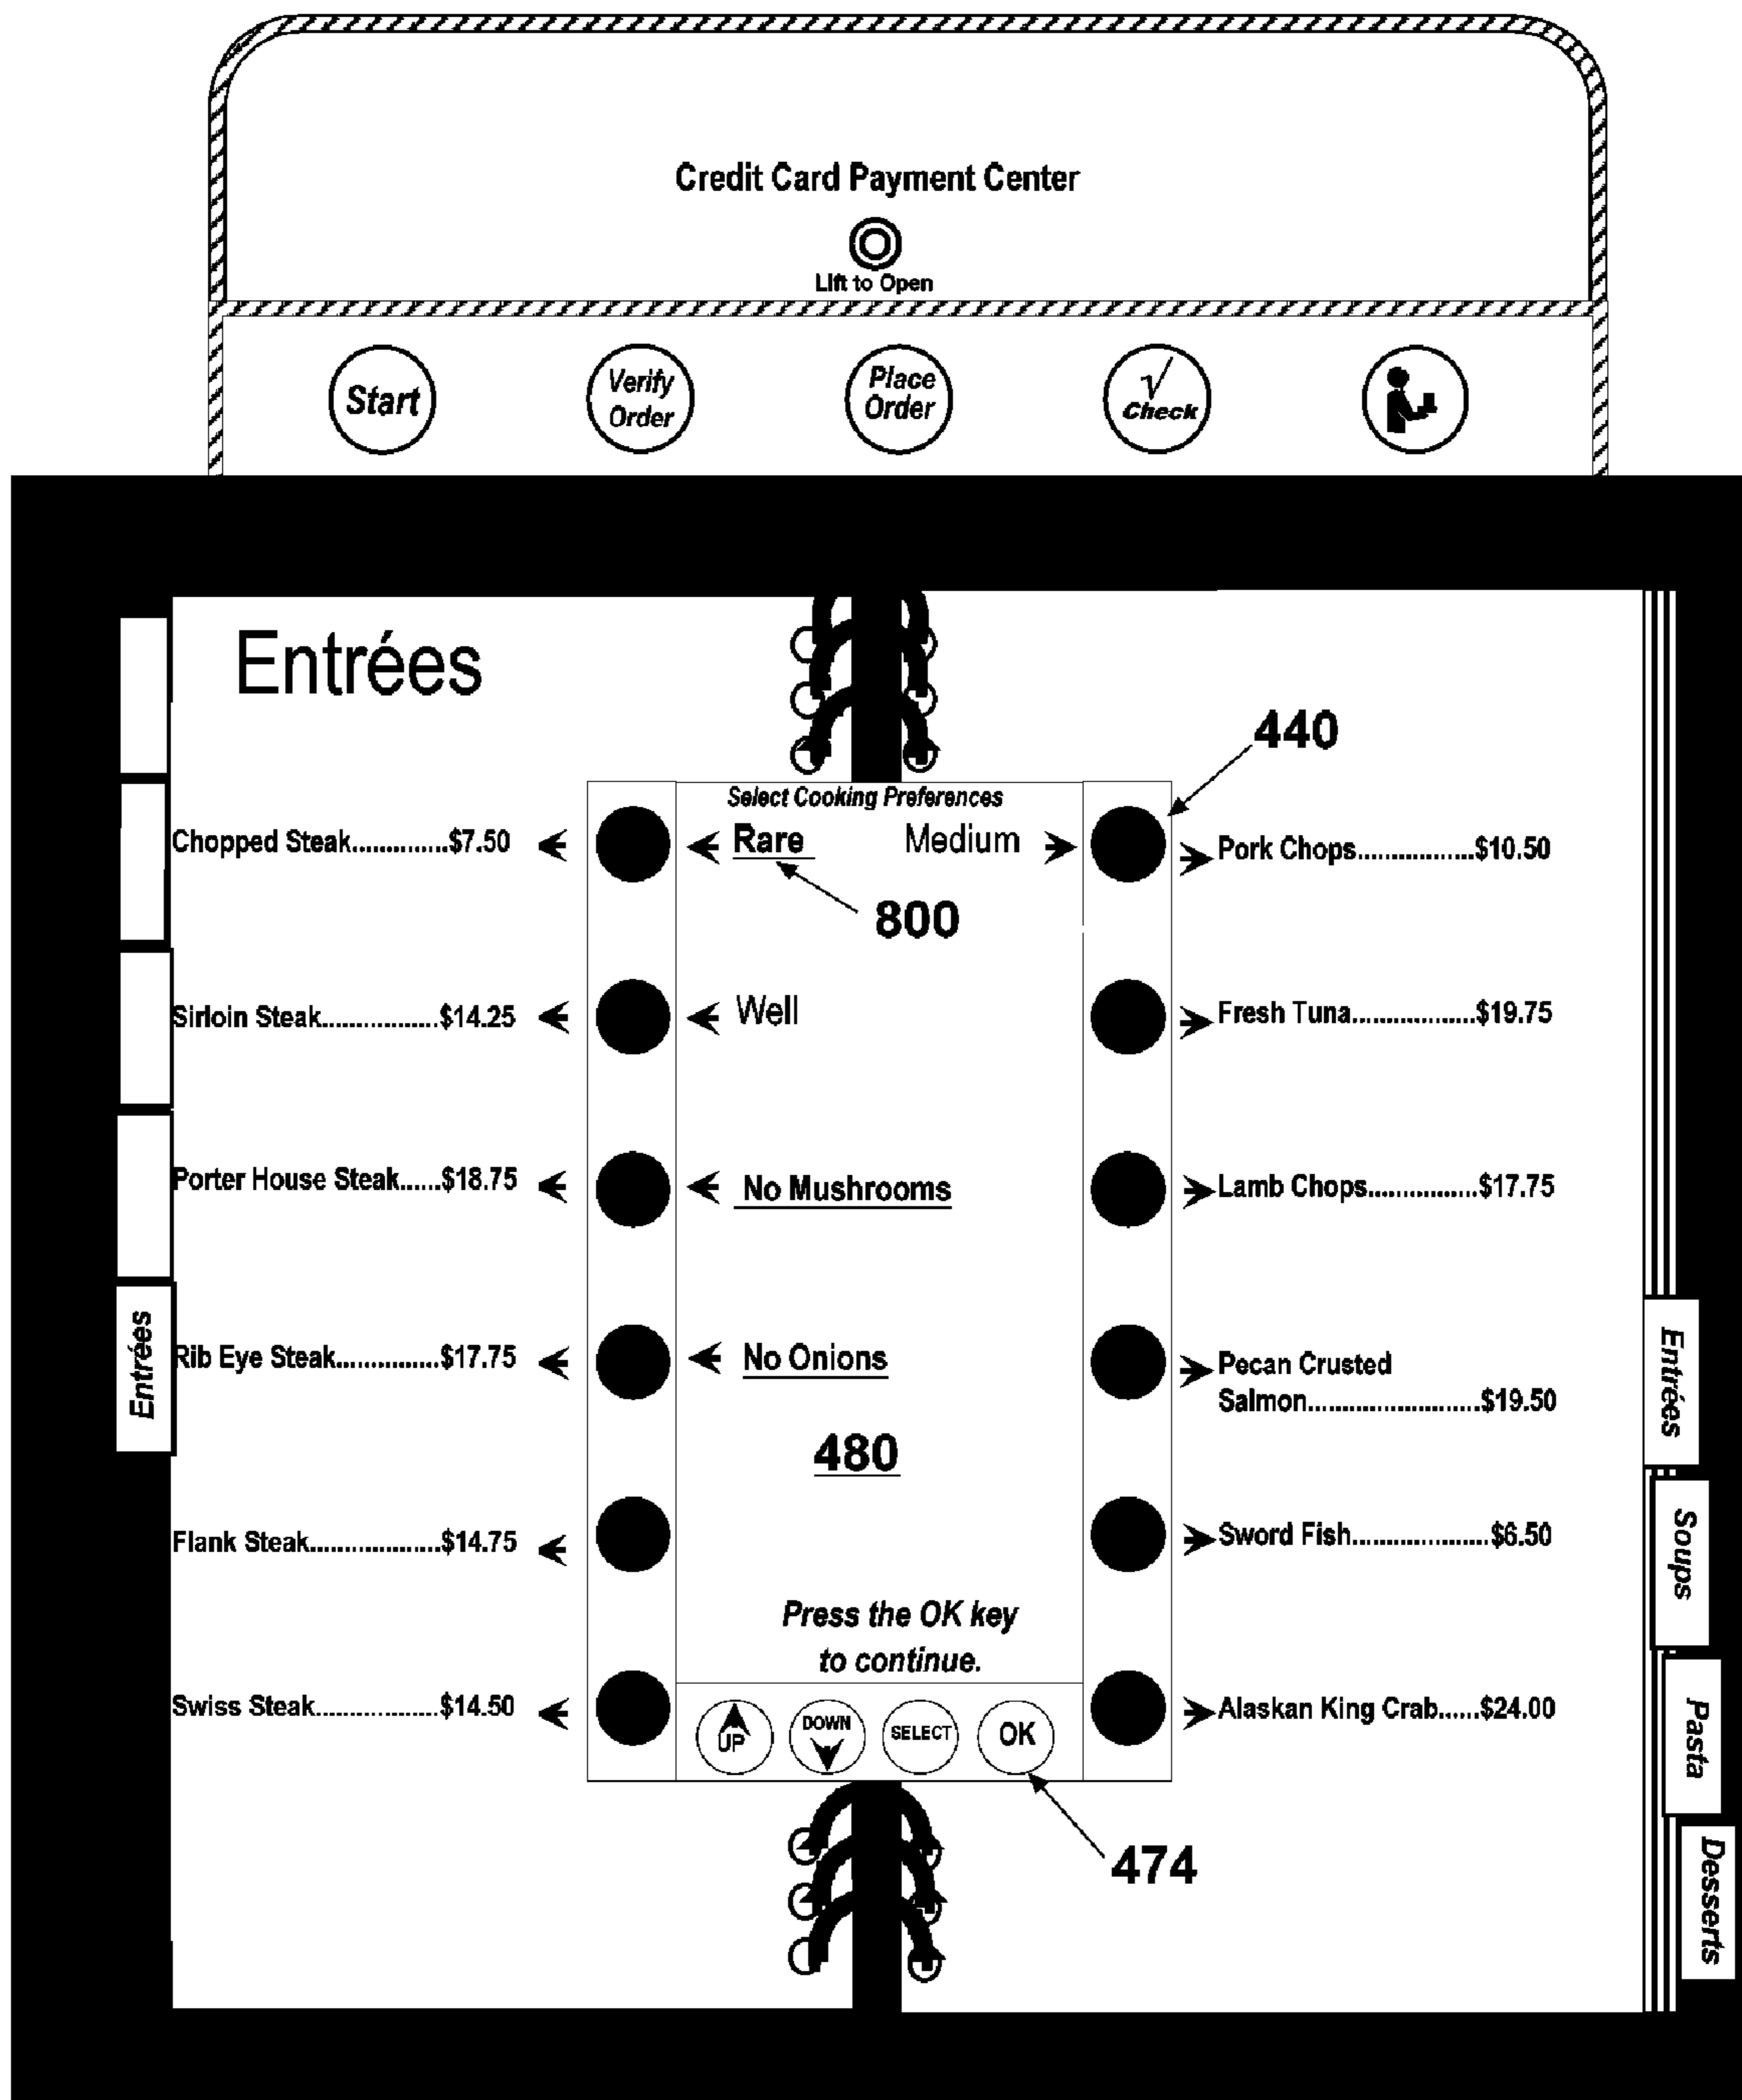 Credit Card Payment Center
Lift to Open
Start
Verify
Order
Place
Order
√
Check
Entrées
440
Select Cooking Preferences
Chopped Steak..............$7.50
Rare
Medium
Pork Chops.................$10.50
800
Sirloin Steak.................$14.25
Well
Fresh Tuna..................$19.75
Porter House Steak......$18.75
No Mushrooms
Lamb Chops................$17.75
Entrées
Rib Eye Steak...............$17.75
No Onions
Pecan Crusted
Salmon.........................$19.50
Entrées
480
Flank Steak...................$14.75
Sword Fish....................$6.50
Soups
Press the OK key
to continue.
Swiss Steak..................$14.50
UP
DOWN
SELECT
OK
Alaskan King Crab......$24.00
Pasta
474
Desserts